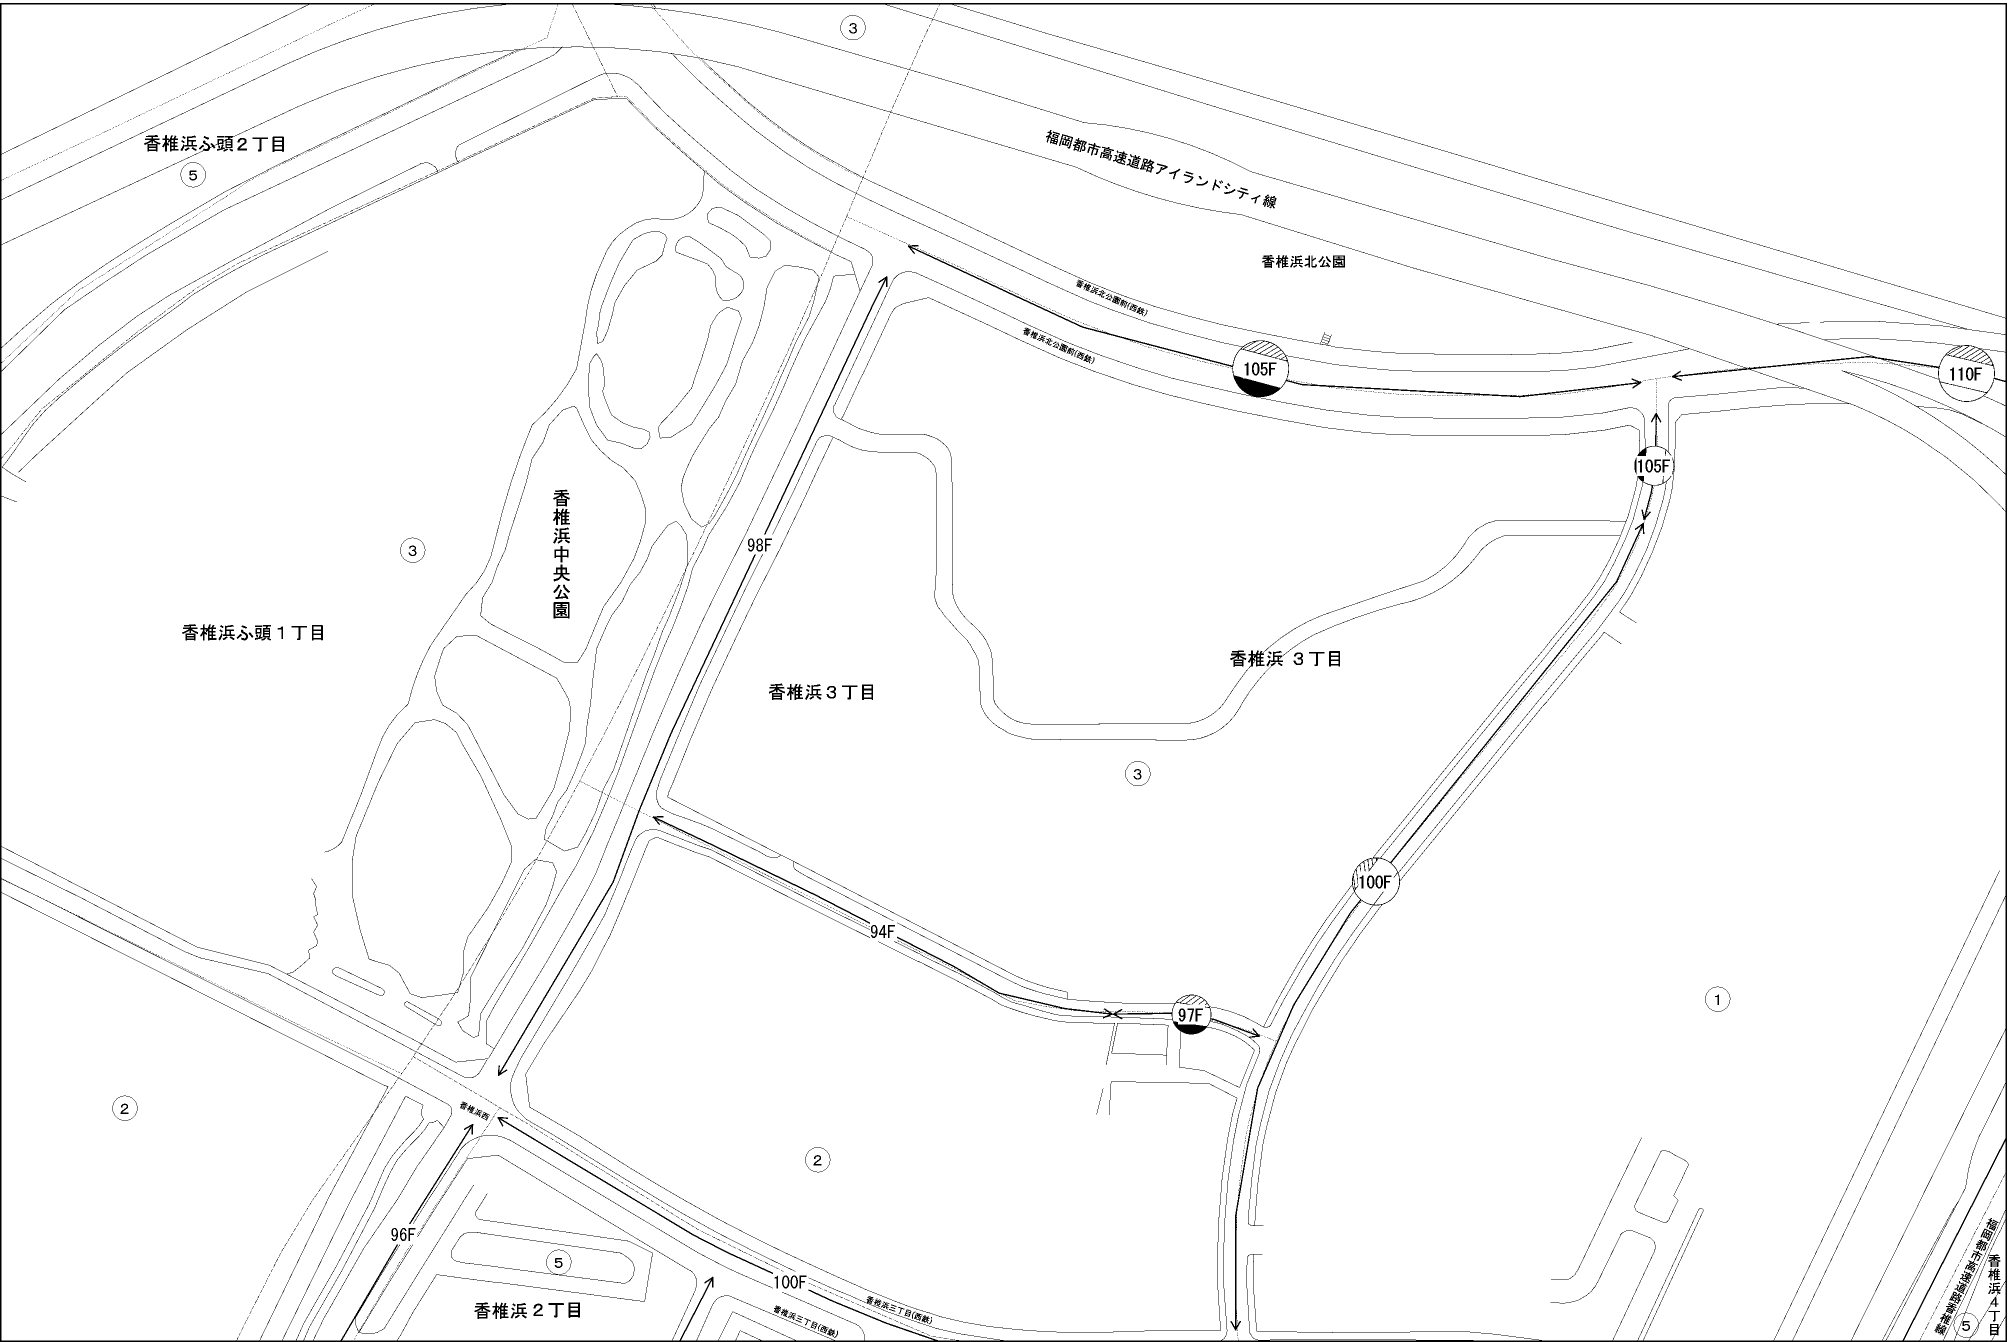 ③
香椎浜ふ頭２丁目
⑤
福岡都市高速道路アイランドシティ線
香椎浜北公園
香椎浜北公園前(西鉄)
香椎浜北公園前(西鉄)
105F
110F
105F
香椎浜中央公園
98F
③
香椎浜ふ頭１丁目
香椎浜 ３丁目
香椎浜３丁目
③
100F
94F
97F
①
②
香椎浜西
②
96F
⑤
100F
香椎浜２丁目
香椎浜三丁目(西鉄)
香椎浜三丁目(西鉄)
福岡都市高速道路香椎線
香椎浜４丁目
⑤